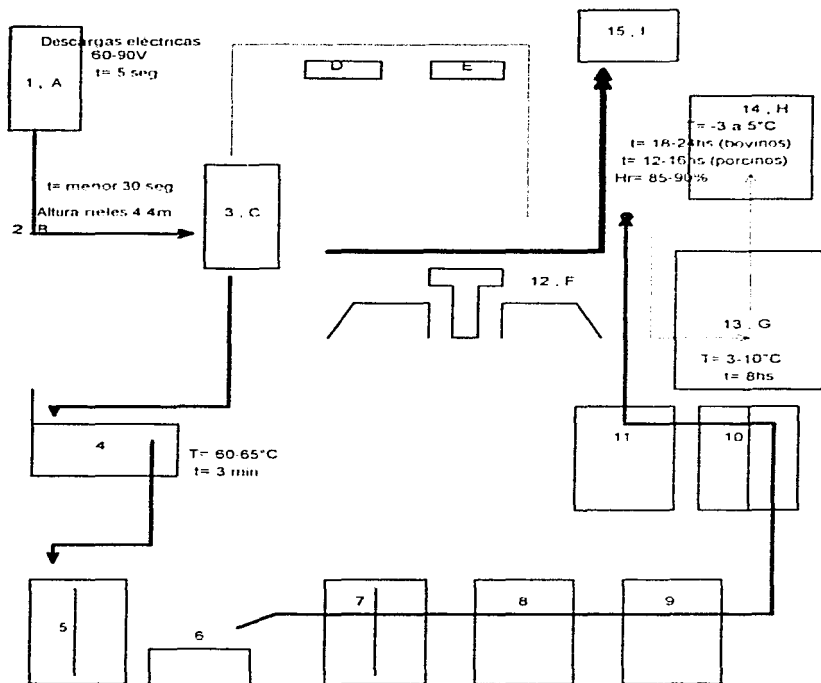 Descargas eléctricas
60-90V
t= 5 seg
1, A
D
E
15, I
14, H
T= -3 a 5°C
t= 18-24hs (bovinos)
t= 12-16hs (porcinos)
Hr= 85-90%
t= menor 30 seg
Altura rieles 4.4m
2, B
3, C
12, F
13, G
T= 3-10°C
t= 8hs
4
T= 60-65°C
t= 3 min
11
10
5
6
7
8
9